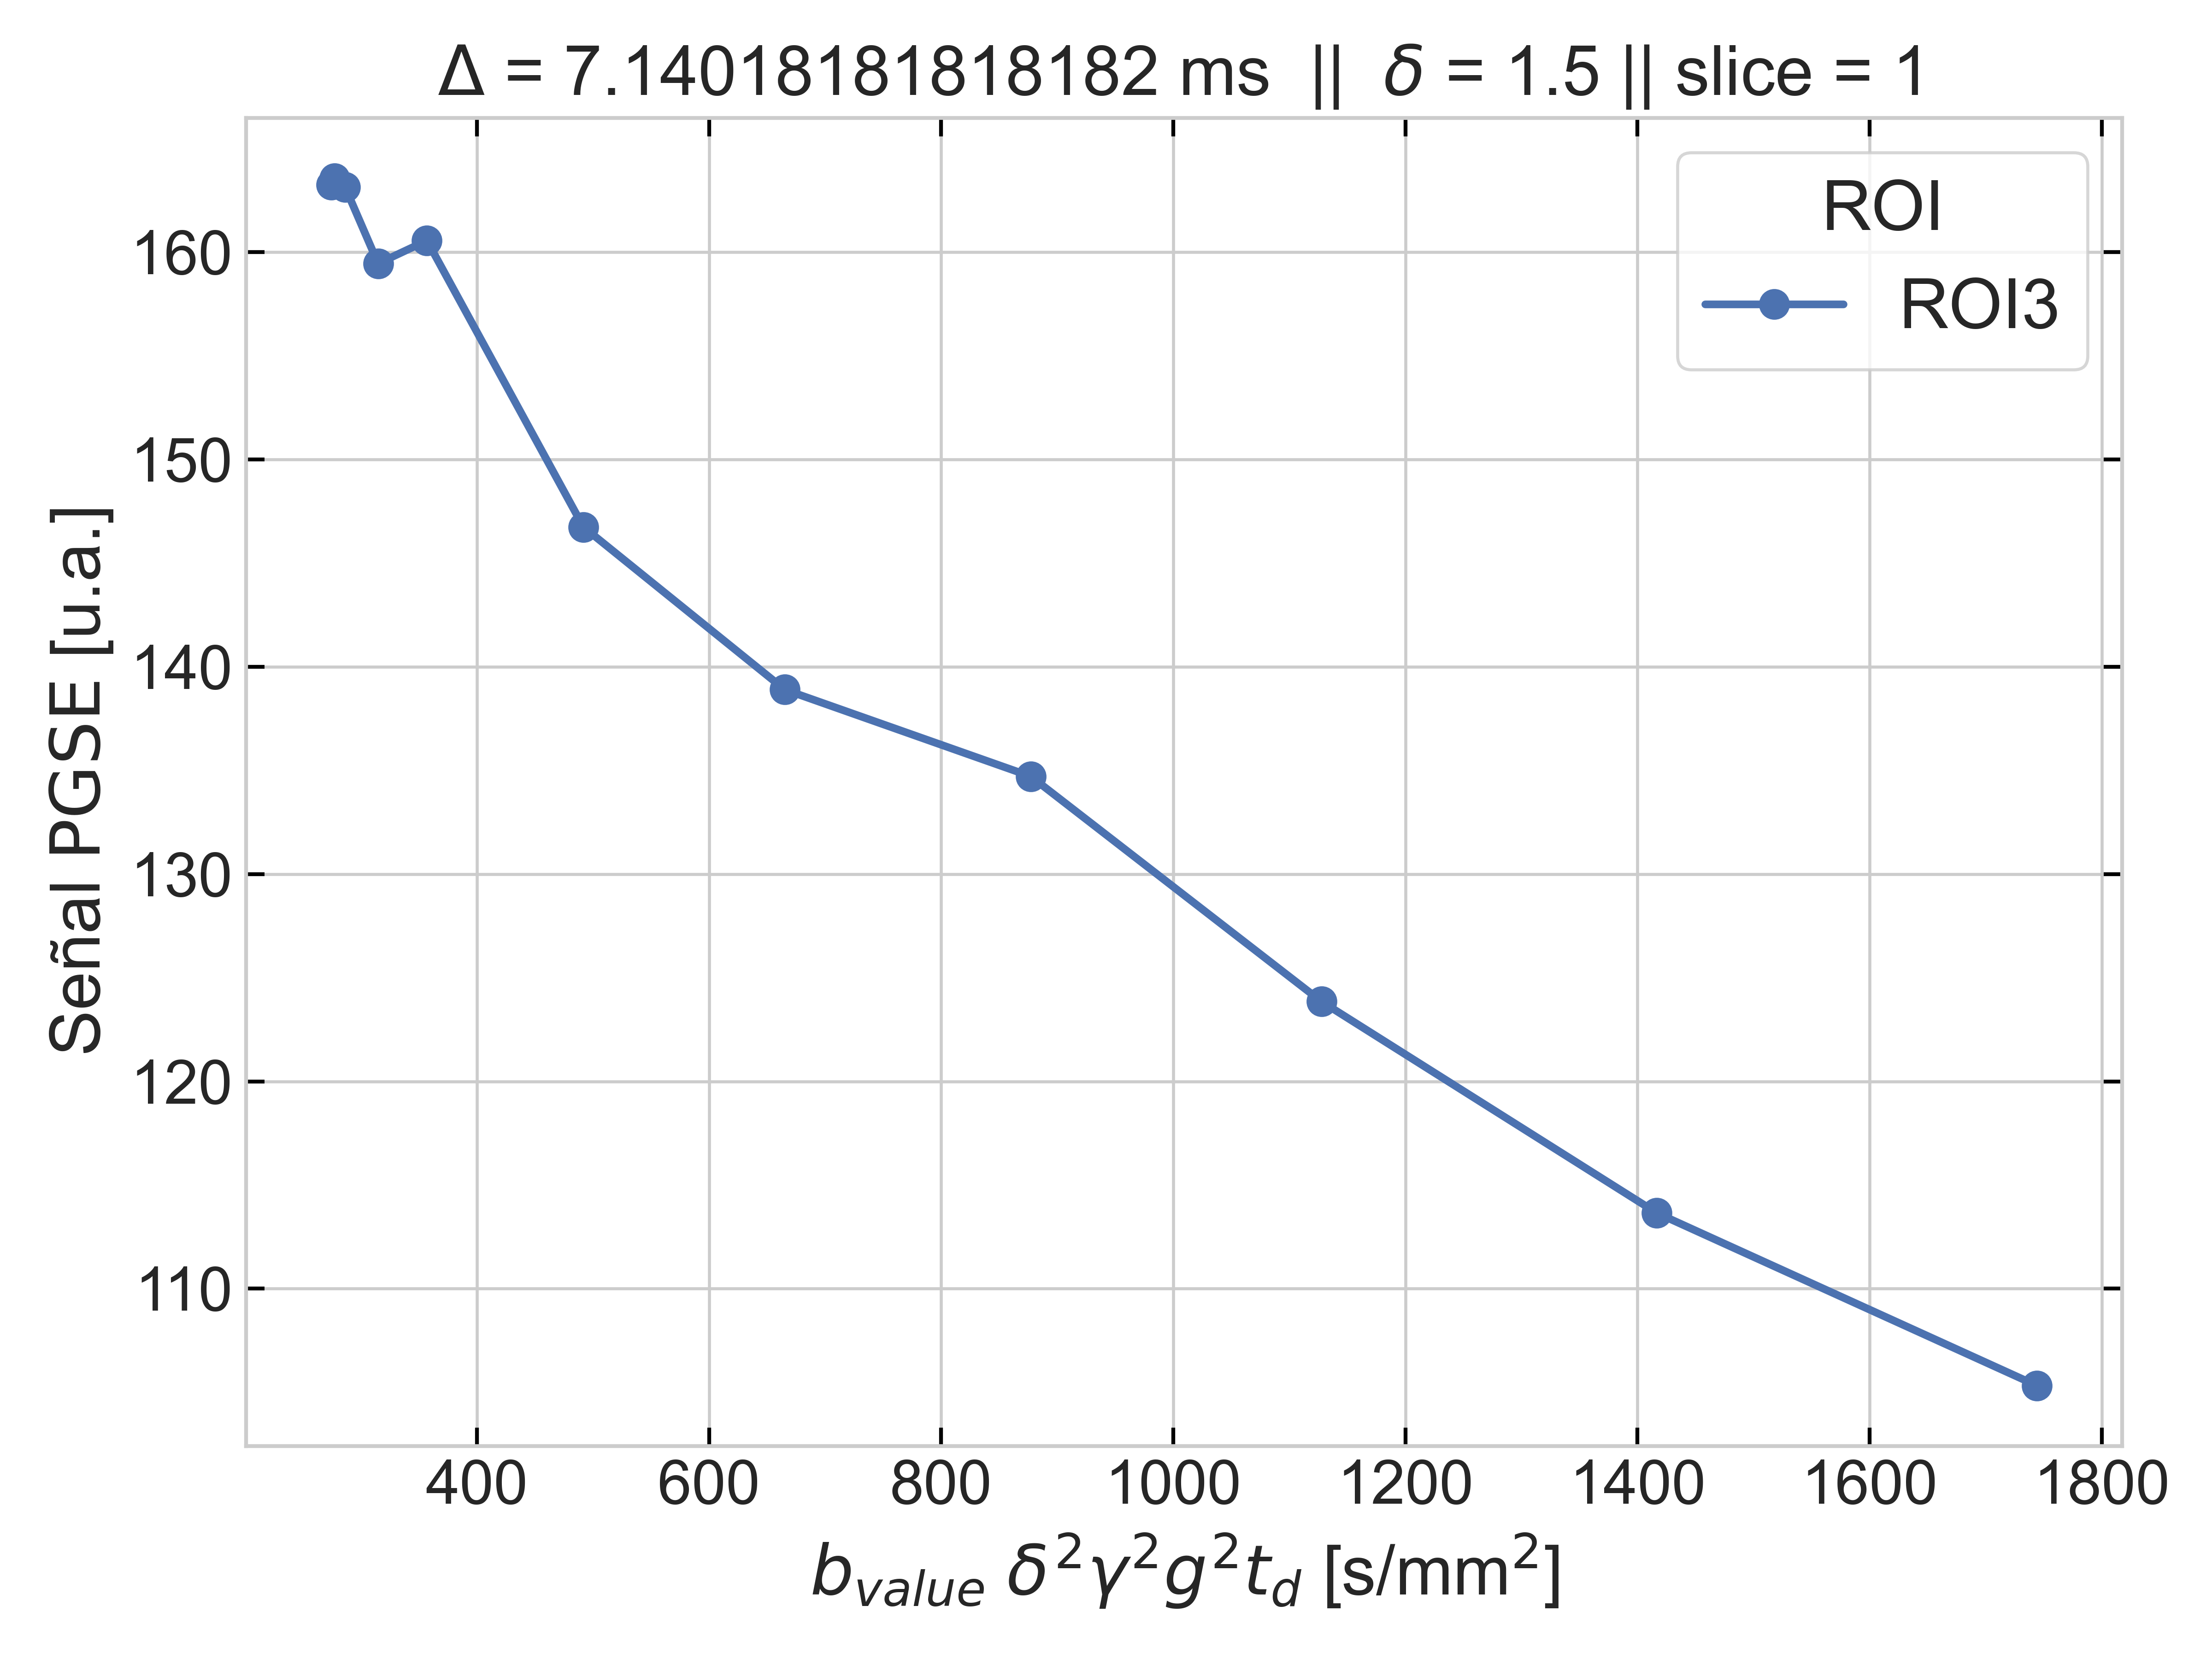 Δ = 7.140181818181182 ms || δ = 1.5 || slice = 1
ROI
ROI3
Señal PGSE [u.a.]
160
150
140
130
120
110
400 600 800 1000 1200 1400 1600 1800
b_value δ²γ²g²t_d [s/mm²]